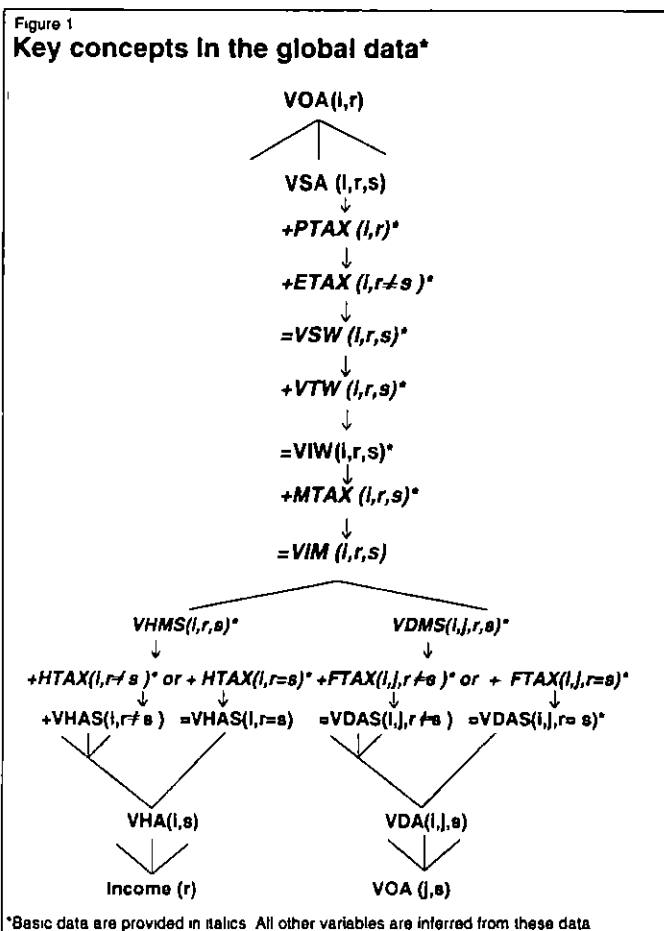 Figure 1
Key concepts in the global data*
VOA(i,r)
VSA (i,r,s)
+PTAX (i,r)*
+ETAX (i,r≠s )*
=VSW (i,r,s)*
+VTW (i,r,s)*
=VIW(i,r,s)*
+MTAX (i,r,s)*
=VIM (i,r,s)
VHMS(i,r,s)* VDMS(i,j,r,s)*
+HTAX(i,r≠s )* or + HTAX(i,r=s)* +FTAX(i,j,r≠s)* or + FTAX(i,j,r=s)*
+VHAS(i,r≠s ) =VHAS(i,r=s) =VDAS(i,j,r≠s ) =VDAS(i,j,r= s)*
VHA(i,s) VDA(i,j,s)
Income (r) VOA (j,s)
*Basic data are provided in italics All other variables are inferred from these data